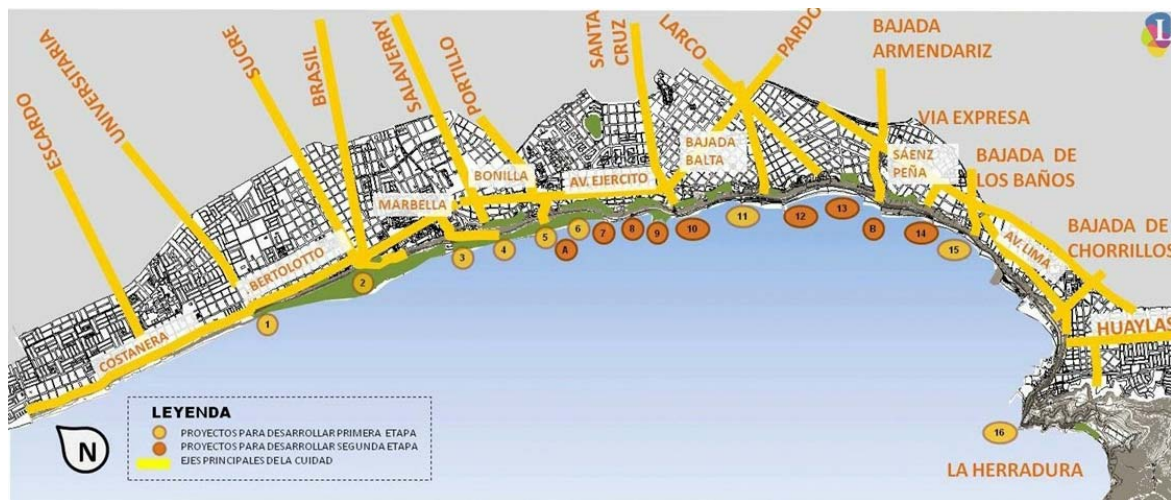 ESCARDO
UNIVERSITARIA
SUCRE
BRASIL
SALAVERRY
PORTILLO
SANTA
CRUZ
LARCO
PARDO
BAJADA
ARMENDARIZ
L
VIA EXPRESA
BAJADA DE
LOS BAÑOS
BAJADA DE
CHORRILLOS
HUAYLAS
LA HERRADURA
COSTANERA
BERTOLOTTO
MARBELLA
BONILLA
AV. EJERCITO
BAJADA
BALTA
SÁENZ
PEÑA
AV. LIMA
1
2
3
4
5
A
6
7
8
9
10
11
12
13
B
14
15
16
N
LEYENDA
PROYECTOS PARA DESARROLLAR PRIMERA ETAPA
PROYECTOS PARA DESARROLLAR SEGUNDA ETAPA
EJES PRINCIPALES DE LA CUIDAD